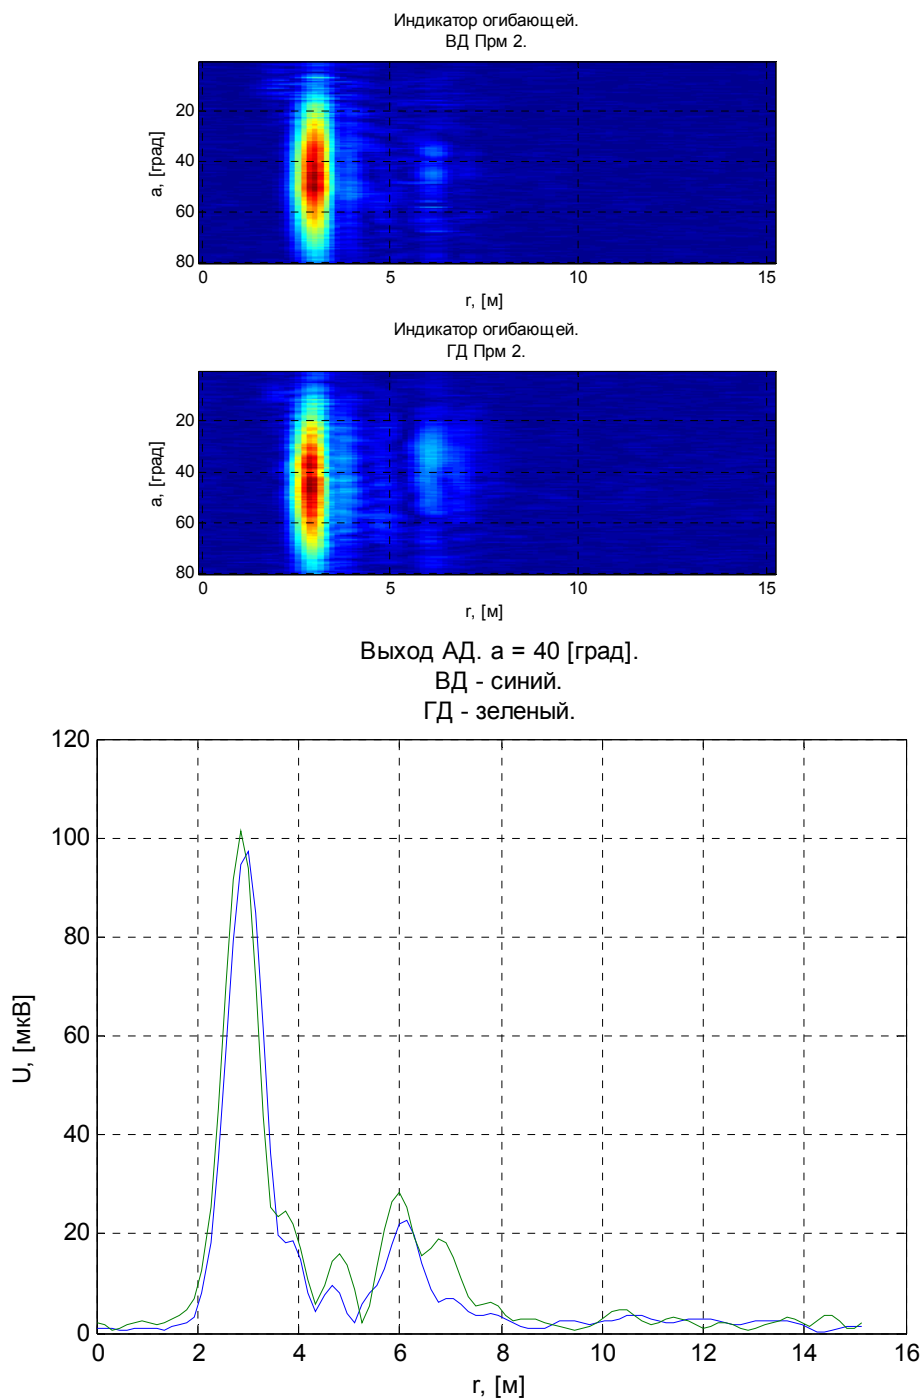 Индикатор огибающей.
ВД Прм 2.
20
40
60
80
0
5
10
15
a, [град]
r, [м]
Индикатор огибающей.
ГД Прм 2.
20
40
60
80
0
5
10
15
a, [град]
r, [м]
Выход АД. a = 40 [град].
ВД - синий.
ГД - зеленый.
120
100
80
60
40
20
0
0
2
4
6
8
10
12
14
16
U, [мкВ]
r, [м]